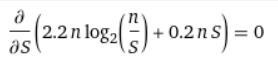 ∂/∂S (2.2 n log₂(n/S) + 0.2 n S) = 0